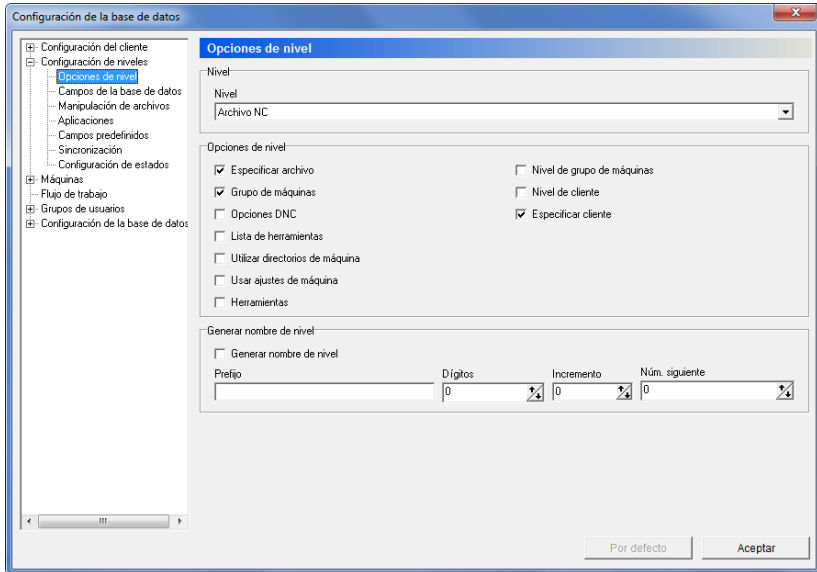 Configuración de la base de datos
Configuración del cliente
Configuración de niveles
Opciones de nivel
Campos de la base de datos
Manipulación de archivos
Aplicaciones
Campos predefinidos
Sincronización
Configuración de estados
Máquinas
Flujo de trabajo
Grupos de usuarios
Configuración de la base de datos
Opciones de nivel
Nivel
Nivel
Archivo NC
Opciones de nivel
Especificar archivo
Nivel de grupo de máquinas
Grupo de máquinas
Nivel de cliente
Opciones DNC
Especificar cliente
Lista de herramientas
Utilizar directorios de máquina
Usar ajustes de máquina
Herramientas
Generar nombre de nivel
Generar nombre de nivel
Prefijo
Dígitos
Incremento
Núm. siguiente
0
0
0
Por defecto
Aceptar